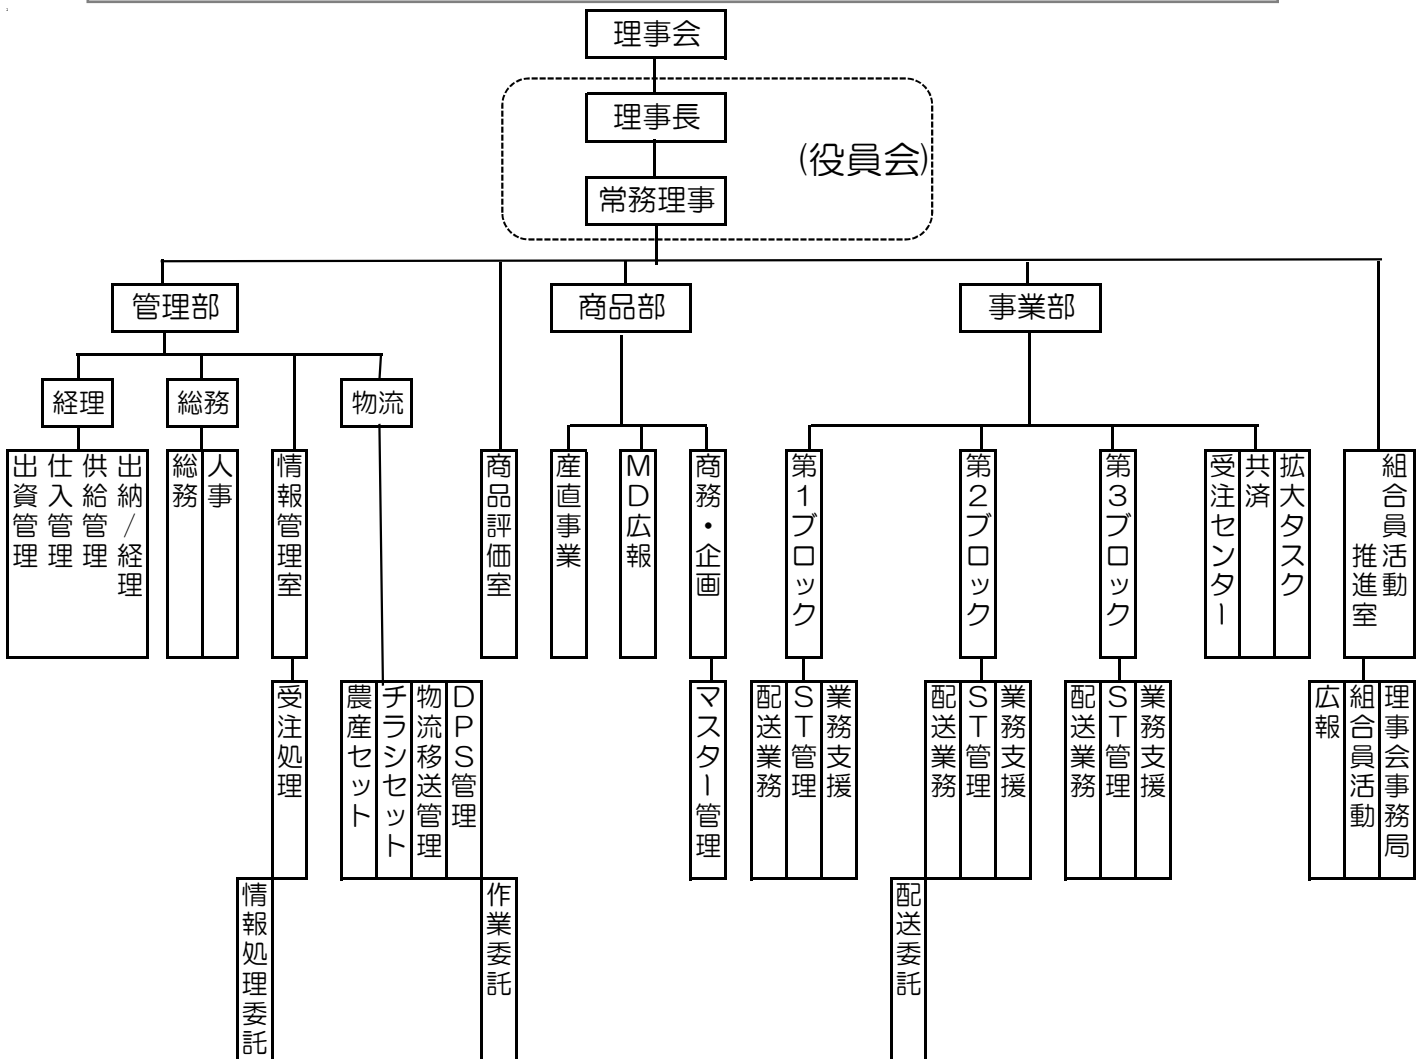 理事会
理事長
(役員会)
常務理事
管理部
商品部
事業部
経理
総務
物流
出資管理
仕入管理
供給管理
出納/経理
総務
人事
情報管理室
商品評価室
産直事業
MD広報
商務・企画
第1ブロック
第2ブロック
第3ブロック
受注センター
共済
拡大タスク
組合員活動
推進室
受注処理
農産セット
チラシセット
物流移送管理
DPS管理
マスター管理
配送業務
ST管理
業務支援
配送業務
ST管理
業務支援
配送業務
ST管理
業務支援
広報
組合員活動
理事会事務局
情報処理委託
作業委託
配送委託